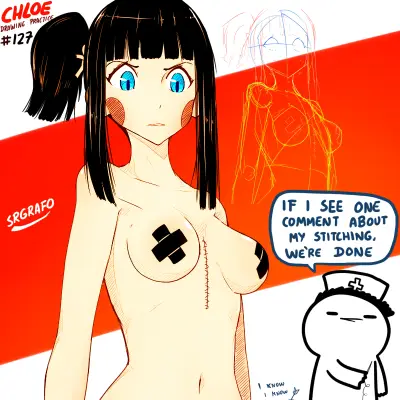 CHLOE
DRAWING PRACTICE
#127
SRGRAFO
IF I SEE ONE
COMMENT ABOUT
MY STITCHING,
WE'RE DONE
I KNOW
I KNOW